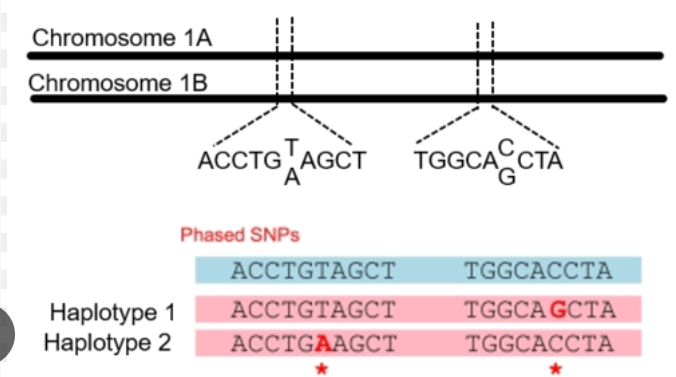 Chromosome 1A
Chromosome 1B
ACCTG T/A AGCT TGGCA C/G CTA
Phased SNPs
ACCTGTAGCT TGGCACCTA
Haplotype 1 ACCTGTAGCT TGGCAGCTA
Haplotype 2 ACCTGAAGCT TGGCACCTA
* *